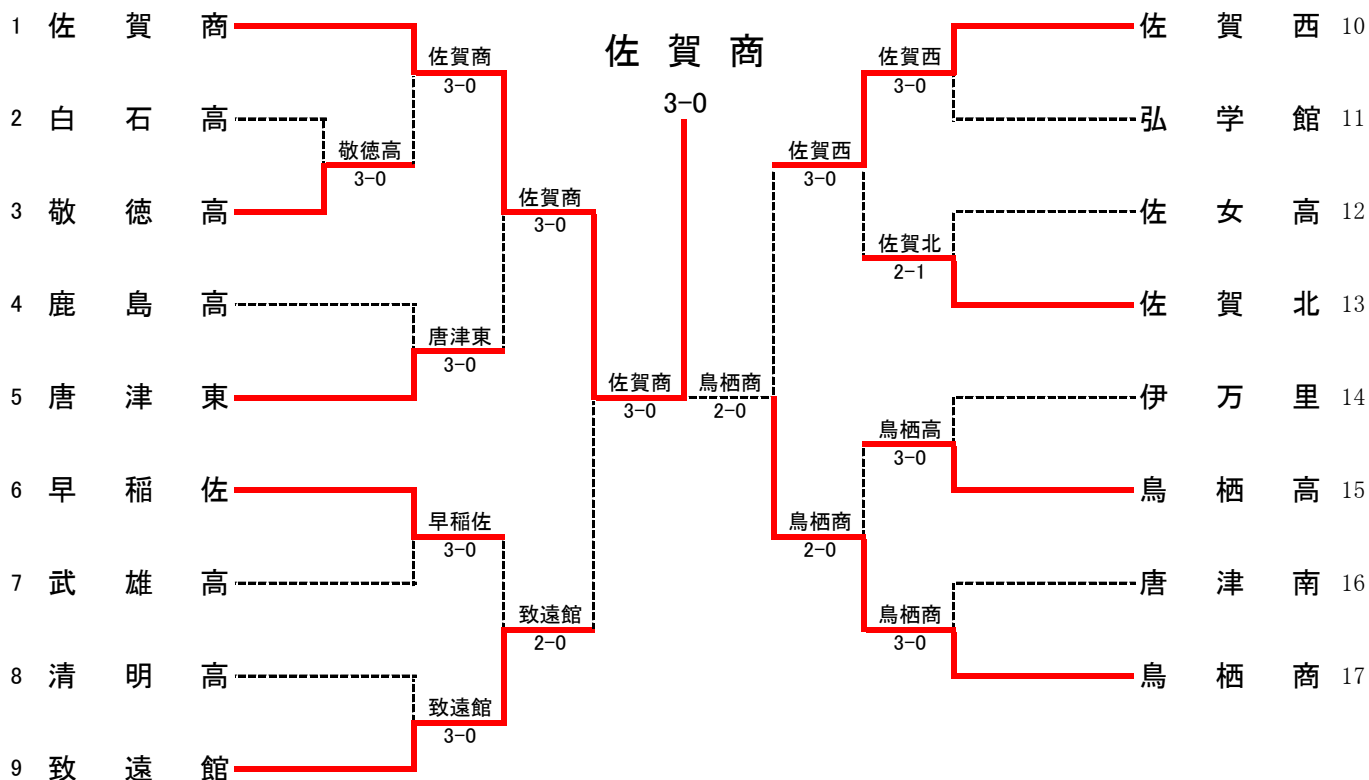 佐賀商
3-0
1 佐賀商
2 白石高
3 敬徳高
4 鹿島高
5 唐津東
6 早稲佐
7 武雄高
8 清明高
9 致遠館
敬徳高
3-0
佐賀商
3-0
唐津東
3-0
早稲佐
3-0
致遠館
3-0
佐賀商
3-0
致遠館
2-0
佐賀商
3-0
鳥栖商
2-0
佐賀西
3-0
鳥栖商
2-0
佐賀西
3-0
佐賀北
2-1
鳥栖高
3-0
鳥栖商
3-0
佐賀西 10
弘学館 11
佐女高 12
佐賀北 13
伊万里 14
鳥栖高 15
唐津南 16
鳥栖商 17